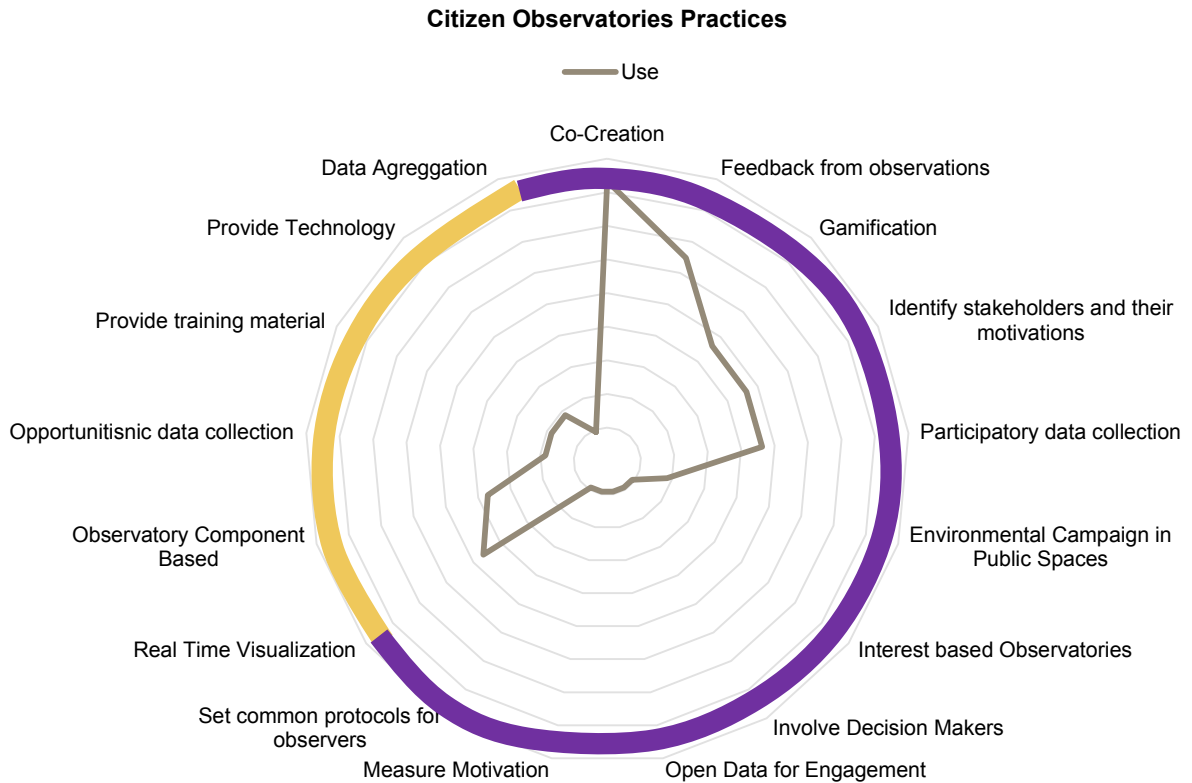 Citizen Observatories Practices
Use
Co-Creation
Feedback from observations
Gamification
Identify stakeholders and their
motivations
Participatory data collection
Environmental Campaign in
Public Spaces
Interest based Observatories
Involve Decision Makers
Open Data for Engagement
Measure Motivation
Set common protocols for
observers
Real Time Visualization
Observatory Component
Based
Opportunitisnic data collection
Provide training material
Provide Technology
Data Agreggation